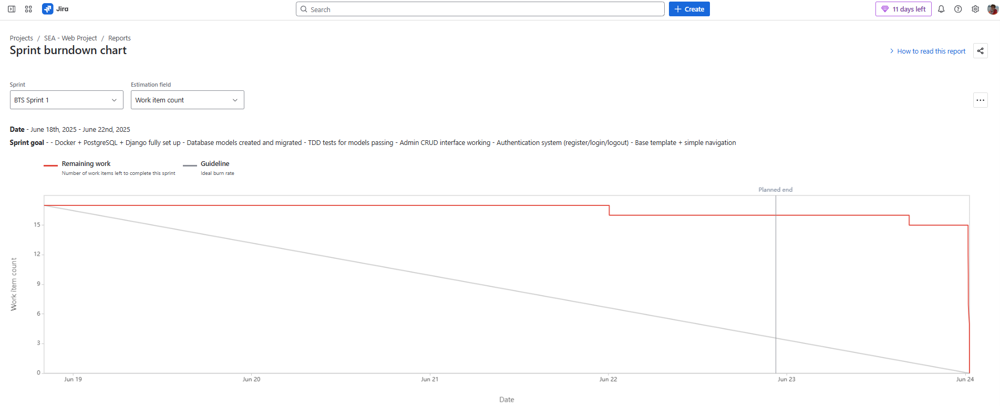 Jira
Search
Create
11 days left
Projects / SEA - Web Project / Reports
Sprint burndown chart
How to read this report
Sprint
Estimation field
BTS Sprint 1
Work item count
Date - June 18th, 2025 - June 22nd, 2025
Sprint goal - - Docker + PostgreSQL + Django fully set up - Database models created and migrated - TDD tests for models passing - Admin CRUD interface working - Authentication system (register/login/logout) - Base template + simple navigation
Remaining work
Number of work items left to complete this sprint
Guideline
Ideal burn rate
Planned end
15
12
9
6
3
0
Work item count
Jun 19
Jun 20
Jun 21
Jun 22
Jun 23
Jun 24
Date